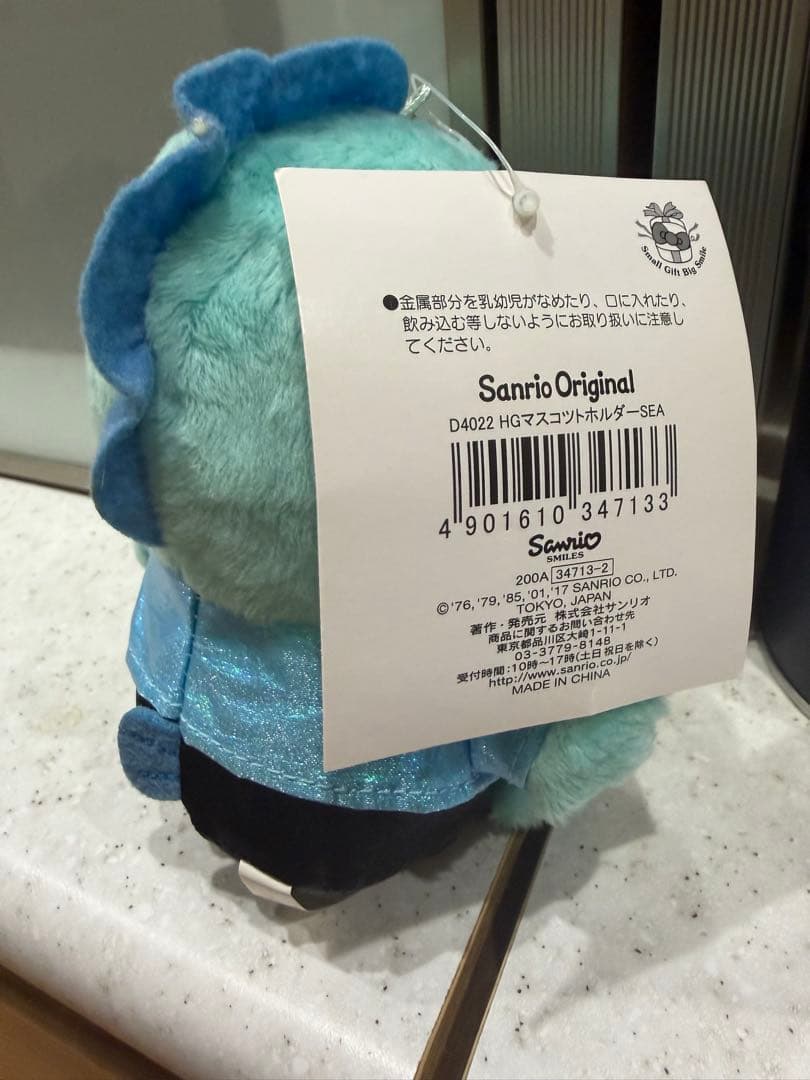 Small Gift Big Smile
●金属部分を乳幼児がなめたり、口に入れたり、
飲み込む等しないようにお取り扱いに注意し
てください。
Sanrio Original
D4022 HGマスコツトホルダーSEA
4 901610 347133
Sanrio
SMILES
200A 34713-2
©'76,'79,'85,'01,'17 SANRIO CO., LTD.
TOKYO, JAPAN
著作・発売元 株式会社サンリオ
商品に関するお問い合わせ先
東京都品川区大崎1-11-1
03-3779-8148
受付時間:10時〜17時(土日祝日を除く)
http://www.sanrio.co.jp/
MADE IN CHINA